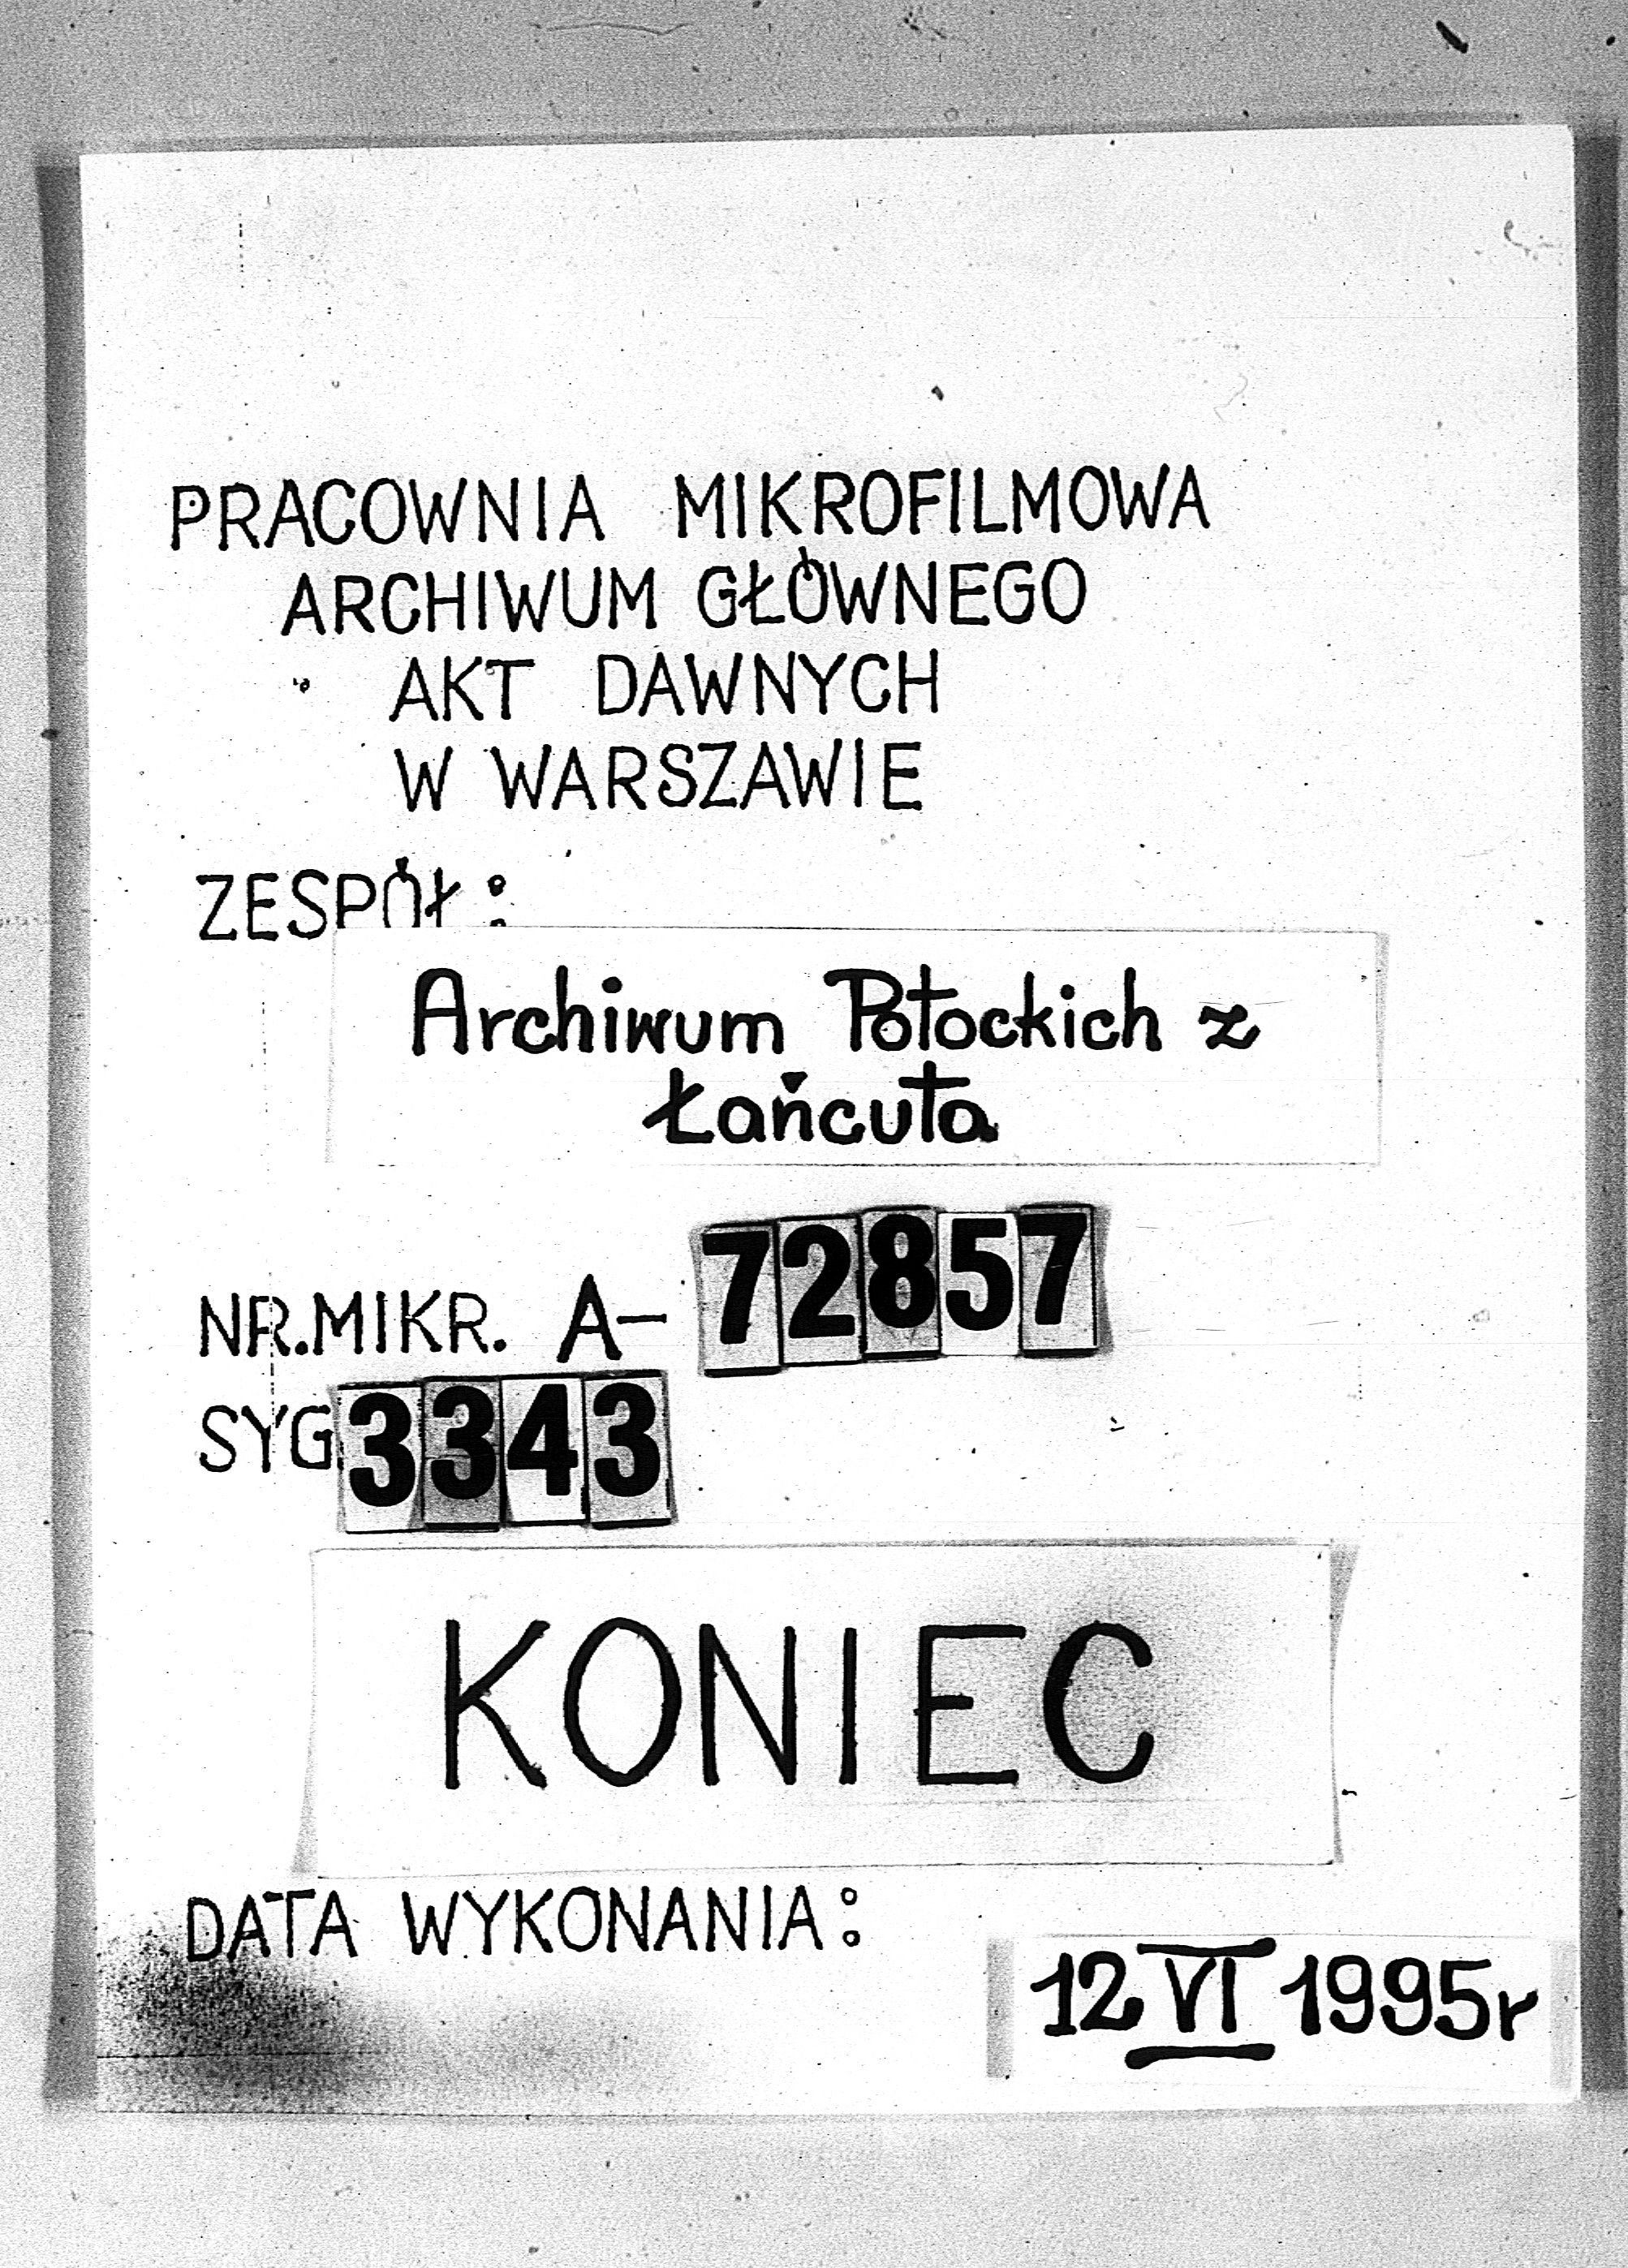 PRACOWNIA MIKROFILMOWA
ARCHIWUM GŁÓWNEGO
AKT DAWNYCH
W WARSZAWIE
ZESPÓŁ:
Archiwum Potockich z
Łańcuta
NR.MIKR. A- 72857
SYG. 3343
KONIEC
DATA WYKONANIA:
12 VI 1995r